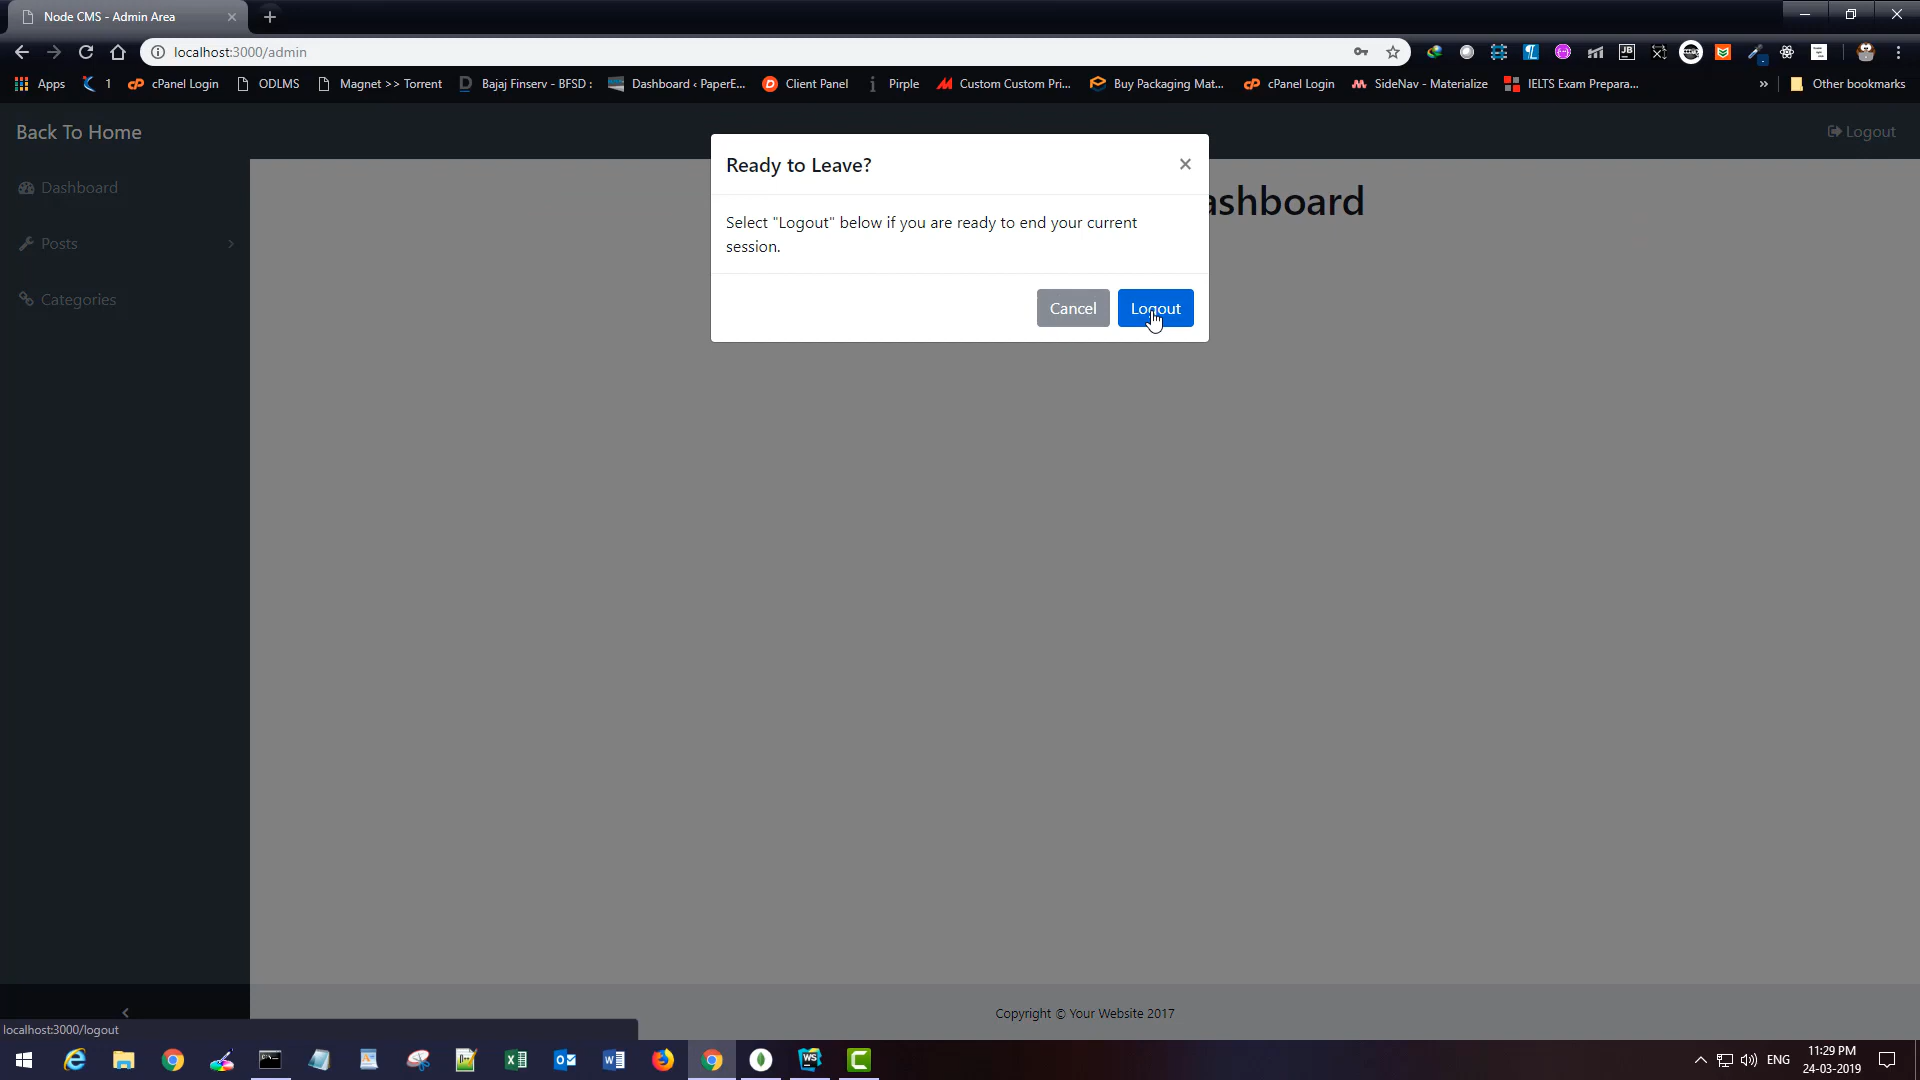 Node CMS - Admin Area
localhost:3000/admin
Apps
1
cPanel Login
ODLMS
Magnet >> Torrent
Bajaj Finserv - BFSD :
Dashboard ‹ PaperE...
Client Panel
Pirple
Custom Custom Pri...
Buy Packaging Mat...
cPanel Login
SideNav - Materialize
IELTS Exam Prepara...
»
Other bookmarks
Back To Home
Logout
Ready to Leave?
×
Dashboard
ashboard
Select "Logout" below if you are ready to end your current
session.
Posts
Categories
Cancel
Logout
Copyright © Your Website 2017
localhost:3000/logout
ENG
11:29 PM
24-03-2019